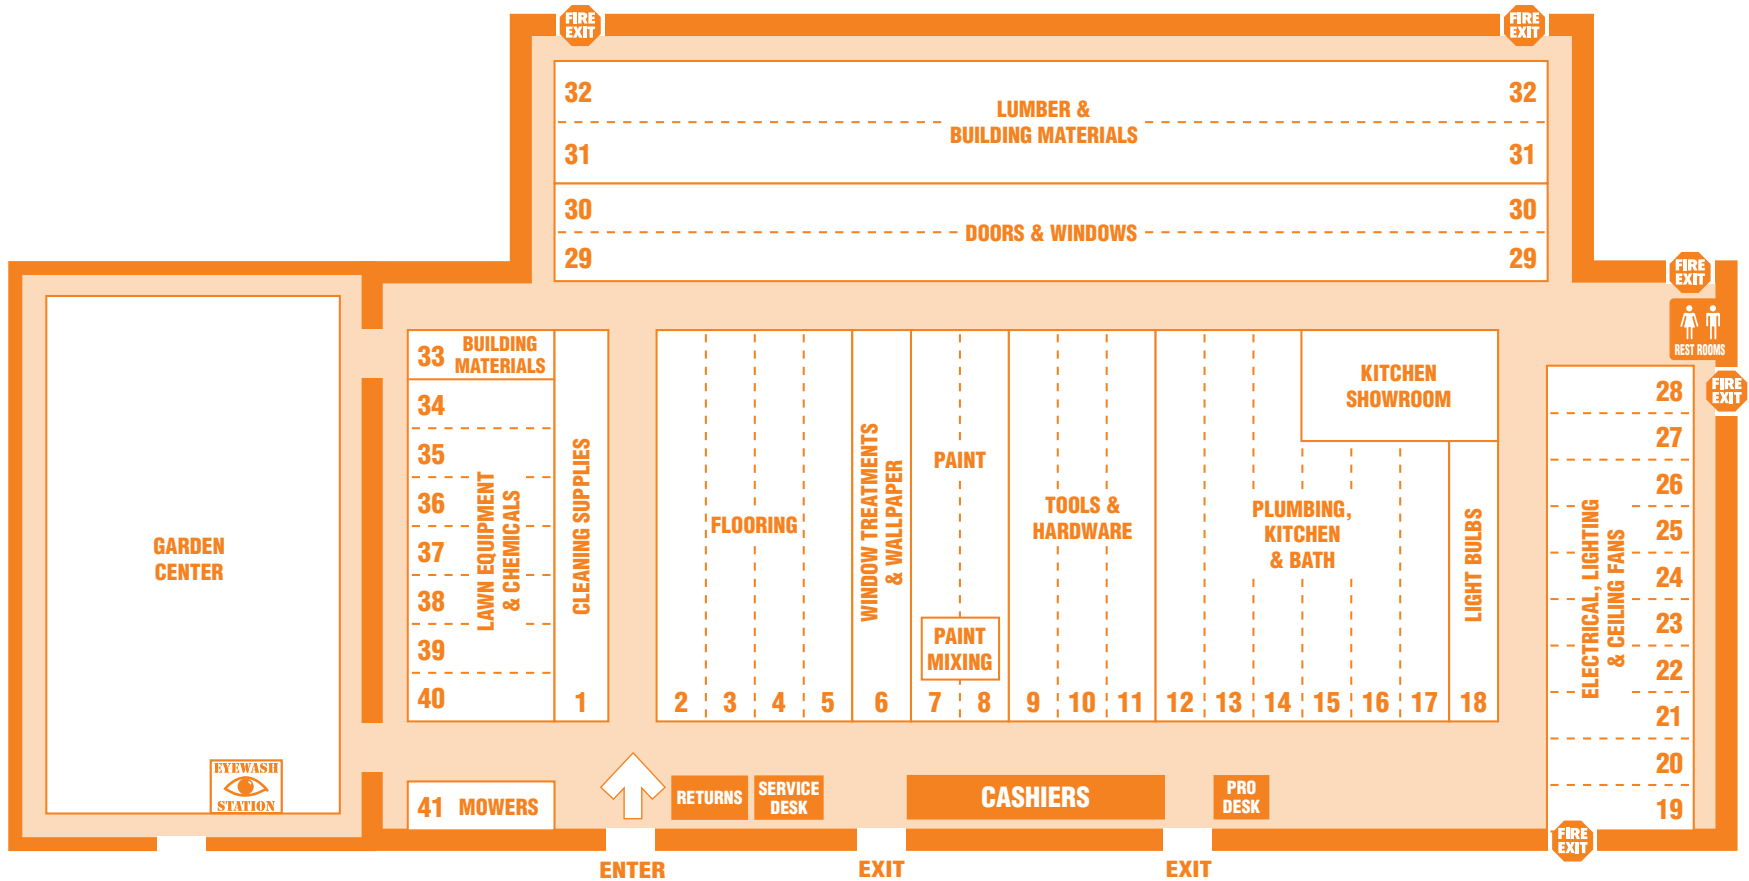 FIRE
EXIT
FIRE
EXIT
32
LUMBER &
BUILDING MATERIALS
32
31
31
30
30
DOORS & WINDOWS
29
29
FIRE
EXIT
REST ROOMS
FIRE
EXIT
GARDEN
CENTER
EYEWASH
STATION
33
BUILDING
MATERIALS
34
35
36
37
38
39
40
LAWN EQUIPMENT
& CHEMICALS
CLEANING SUPPLIES
1
FLOORING
2
3
4
5
WINDOW TREATMENTS
& WALLPAPER
6
PAINT
PAINT
MIXING
7
8
TOOLS &
HARDWARE
9
10
11
PLUMBING,
KITCHEN
& BATH
12
13
14
15
16
17
KITCHEN
SHOWROOM
LIGHT BULBS
18
28
27
26
25
24
23
22
21
20
19
ELECTRICAL, LIGHTING
& CEILING FANS
41 MOWERS
RETURNS
SERVICE
DESK
CASHIERS
PRO
DESK
FIRE
EXIT
ENTER
EXIT
EXIT